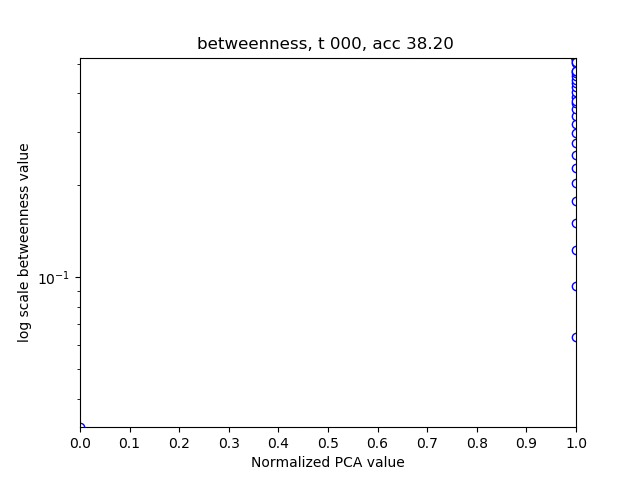 betweenness, t 000, acc 38.20
log scale betweenness value
10⁻¹
0.0 0.1 0.2 0.3 0.4 0.5 0.6 0.7 0.8 0.9 1.0
Normalized PCA value